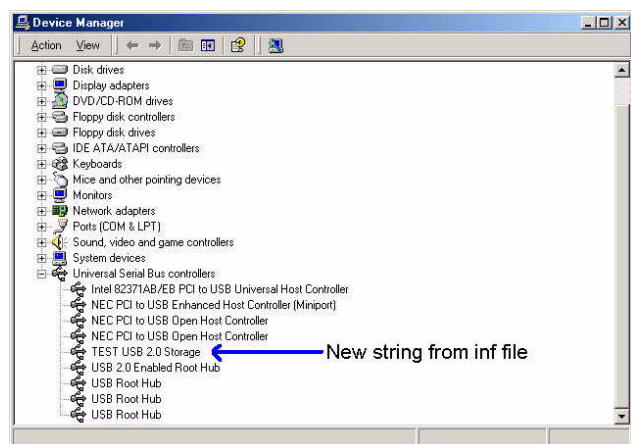 Device Manager
Action View
Disk drives
Display adapters
DVD/CD-ROM drives
Floppy disk controllers
Floppy disk drives
IDE ATA/ATAPI controllers
Keyboards
Mice and other pointing devices
Monitors
Network adapters
Ports (COM & LPT)
Sound, video and game controllers
System devices
Universal Serial Bus controllers
Intel 82371AB/EB PCI to USB Universal Host Controller
NEC PCI to USB Enhanced Host Controller (Miniport)
NEC PCI to USB Open Host Controller
NEC PCI to USB Open Host Controller
TEST USB 2.0 Storage New string from inf file
USB 2.0 Enabled Root Hub
USB Root Hub
USB Root Hub
USB Root Hub